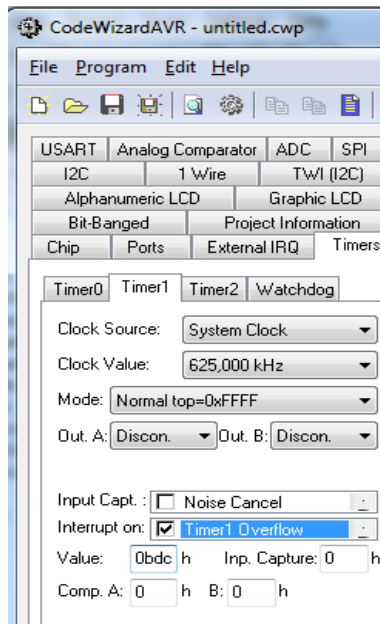 CodeWizardAVR - untitled.cwp
File Program Edit Help
USART Analog Comparator ADC SPI
I2C 1 Wire TWI (I2C)
Alphanumeric LCD Graphic LCD
Bit-Banged Project Information
Chip Ports External IRQ Timers
Timer0 Timer1 Timer2 Watchdog
Clock Source: System Clock
Clock Value: 625,000 kHz
Mode: Normal top=0xFFFF
Out. A: Discon. Out. B: Discon.
Input Capt. : Noise Cancel
Interrupt on: Timer1 Overflow
Value: 0bdc h Inp. Capture: 0 h
Comp. A: 0 h B: 0 h